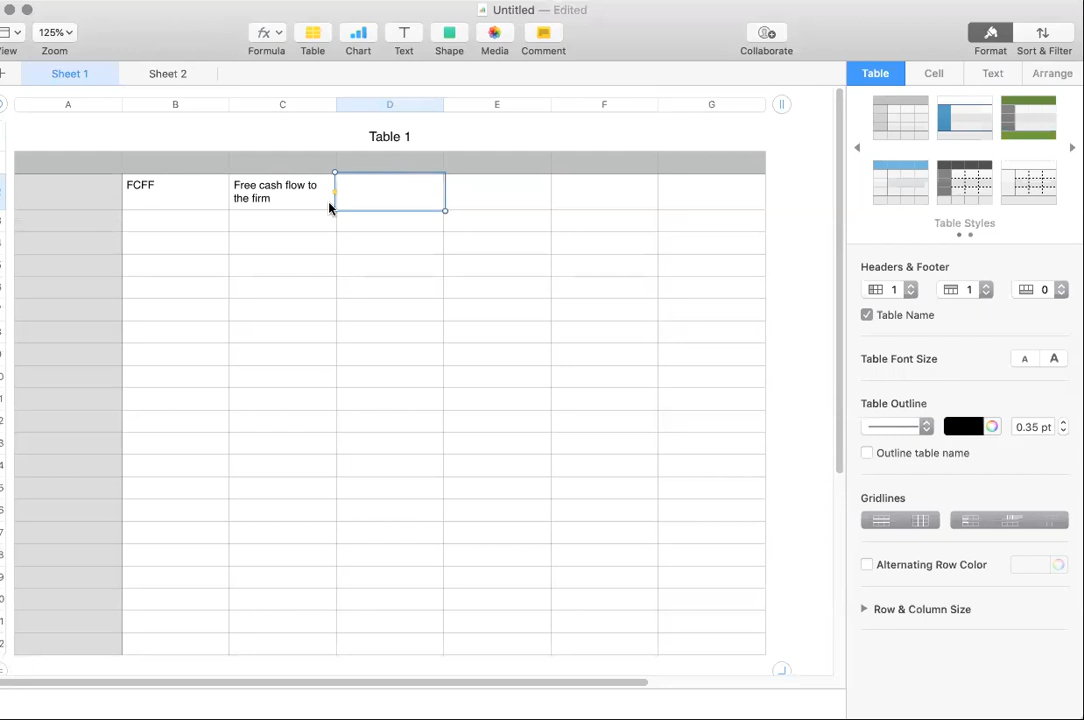 Untitled — Edited
View
125%
Zoom
Formula
Table
Chart
Text
Shape
Media
Comment
Collaborate
Format
Sort & Filter
Sheet 1
Sheet 2
Table
Cell
Text
Arrange
A
B
C
D
E
F
G
Table 1
FCFF
Free cash flow to
the firm
Table Styles
Headers & Footer
1
1
0
Table Name
Table Font Size
A
A
Table Outline
0.35 pt
Outline table name
Gridlines
Alternating Row Color
Row & Column Size